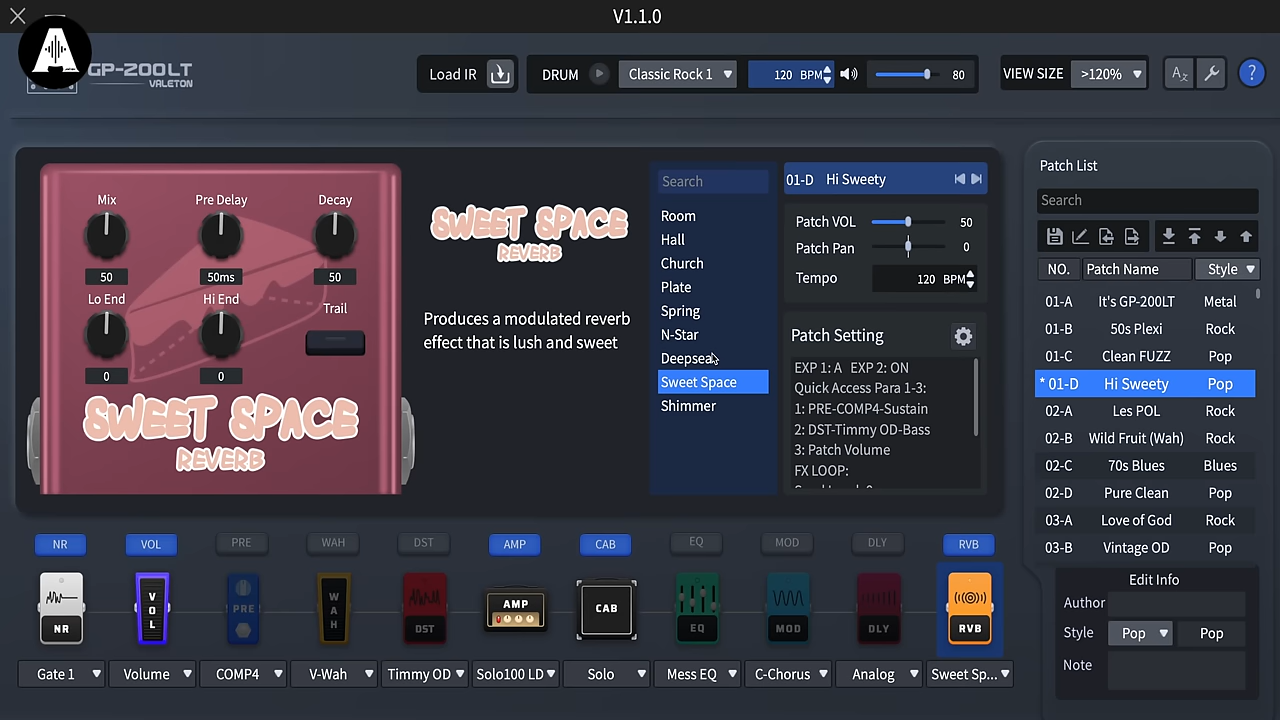 V1.1.0
A
GP-200LT
VALETON
Load IR
DRUM
Classic Rock 1
120 BPM
80
VIEW SIZE
>120%
Az
?
Mix
Pre Delay
Decay
50
50ms
50
Lo End
Hi End
Trail
0
0
SWEET SPACE
REVERB
SWEET SPACE
REVERB
Produces a modulated reverb
effect that is lush and sweet
Search
Room
Hall
Church
Plate
Spring
N-Star
Deepsea
Sweet Space
Shimmer
01-D Hi Sweety
Patch VOL 50
Patch Pan 0
Tempo 120 BPM
Patch Setting
EXP 1: A EXP 2: ON
Quick Access Para 1-3:
1: PRE-COMP4-Sustain
2: DST-Timmy OD-Bass
3: Patch Volume
FX LOOP:
Patch List
Search
NO. Patch Name Style
01-A It's GP-200LT Metal
01-B 50s Plexi Rock
01-C Clean FUZZ Pop
* 01-D Hi Sweety Pop
02-A Les POL Rock
02-B Wild Fruit (Wah) Rock
02-C 70s Blues Blues
02-D Pure Clean Pop
03-A Love of God Rock
03-B Vintage OD Pop
Edit Info
Author
Style Pop Pop
Note
NR VOL PRE WAH DST AMP CAB EQ MOD DLY RVB
NR VOL PRE WAH DST AMP CAB EQ MOD DLY RVB
Gate 1 Volume COMP4 V-Wah Timmy OD Solo100 LD Solo Mess EQ C-Chorus Analog Sweet Sp...